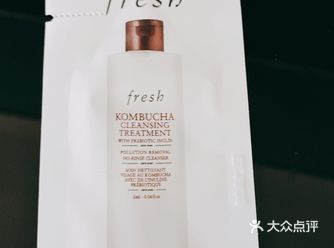 fresh
fresh
KOMBUCHA
CLEANSING
TREATMENT
WITH PREBIOTIC INULIN
POLLUTION REMOVAL
NO-RINSE CLEANSER
SOIN NETTOYANT
VISAGE AU KOMBUCHA
AVEC DE L'INULINE
PRÉBIOTIQUE
大众点评